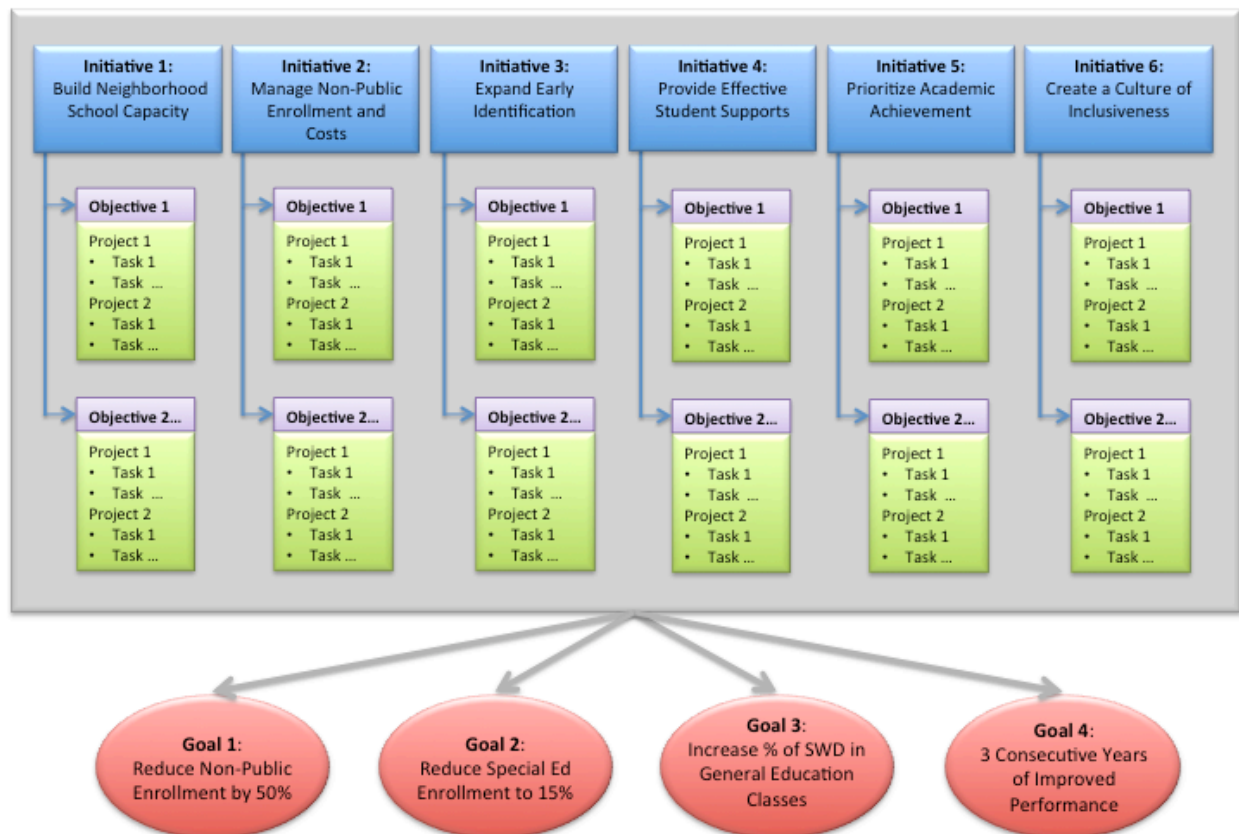 Initiative 1:
Build Neighborhood
School Capacity
Initiative 2:
Manage Non-Public
Enrollment and
Costs
Initiative 3:
Expand Early
Identification
Initiative 4:
Provide Effective
Student Supports
Initiative 5:
Prioritize Academic
Achievement
Initiative 6:
Create a Culture of
Inclusiveness
Objective 1
Project 1
• Task 1
• Task ...
Project 2
• Task 1
• Task ...
Objective 1
Project 1
• Task 1
• Task ...
Project 2
• Task 1
• Task ...
Objective 1
Project 1
• Task 1
• Task ...
Project 2
• Task 1
• Task ...
Objective 1
Project 1
• Task 1
• Task ...
Project 2
• Task 1
• Task ...
Objective 1
Project 1
• Task 1
• Task ...
Project 2
• Task 1
• Task ...
Objective 1
Project 1
• Task 1
• Task ...
Project 2
• Task 1
• Task ...
Objective 2...
Project 1
• Task 1
• Task ...
Project 2
• Task 1
• Task ...
Objective 2...
Project 1
• Task 1
• Task ...
Project 2
• Task 1
• Task ...
Objective 2...
Project 1
• Task 1
• Task ...
Project 2
• Task 1
• Task ...
Objective 2...
Project 1
• Task 1
• Task ...
Project 2
• Task 1
• Task ...
Objective 2...
Project 1
• Task 1
• Task ...
Project 2
• Task 1
• Task ...
Objective 2...
Project 1
• Task 1
• Task ...
Project 2
• Task 1
• Task ...
Goal 1:
Reduce Non-Public
Enrollment by 50%
Goal 2:
Reduce Special Ed
Enrollment to 15%
Goal 3:
Increase % of SWD in
General Education
Classes
Goal 4:
3 Consecutive Years
of Improved
Performance